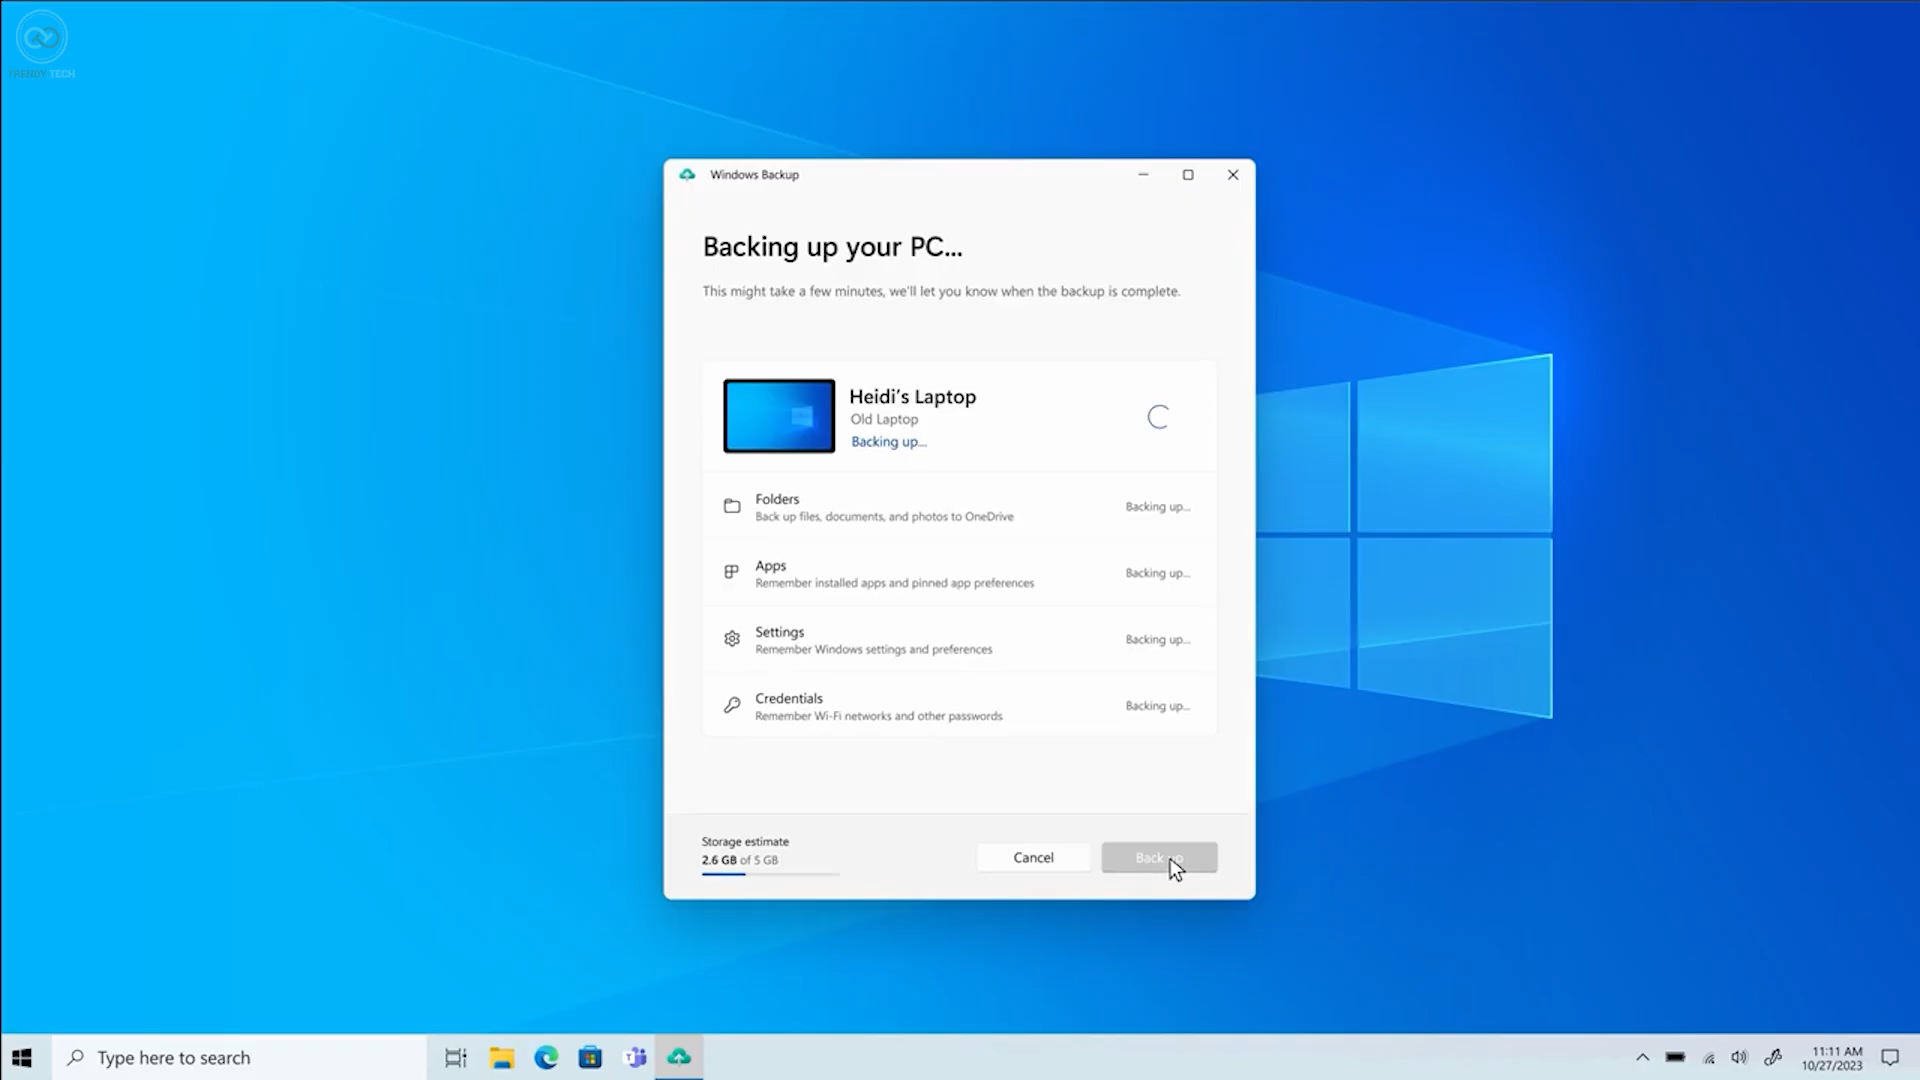 TRENDY TECH
Windows Backup
Backing up your PC...
This might take a few minutes, we'll let you know when the backup is complete.
Heidi's Laptop
Old Laptop
Backing up...
Folders
Back up files, documents, and photos to OneDrive
Backing up...
Apps
Remember installed apps and pinned app preferences
Backing up...
Settings
Remember Windows settings and preferences
Backing up...
Credentials
Remember Wi-Fi networks and other passwords
Backing up...
Storage estimate
2.6 GB of 5 GB
Cancel
Back up
Type here to search
11:11 AM
10/27/2023